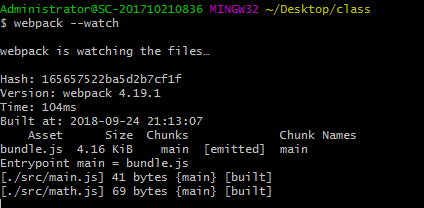 Administrator@SC-201710210836 MINGW32 ~/Desktop/class
$ webpack --watch
webpack is watching the files…
Hash: 165657522ba5d2b7cf1f
Version: webpack 4.19.1
Time: 104ms
Built at: 2018-09-24 21:13:07
Asset Size Chunks Chunk Names
bundle.js 4.16 KiB main [emitted] main
Entrypoint main = bundle.js
[./src/main.js] 41 bytes {main} [built]
[./src/math.js] 69 bytes {main} [built]